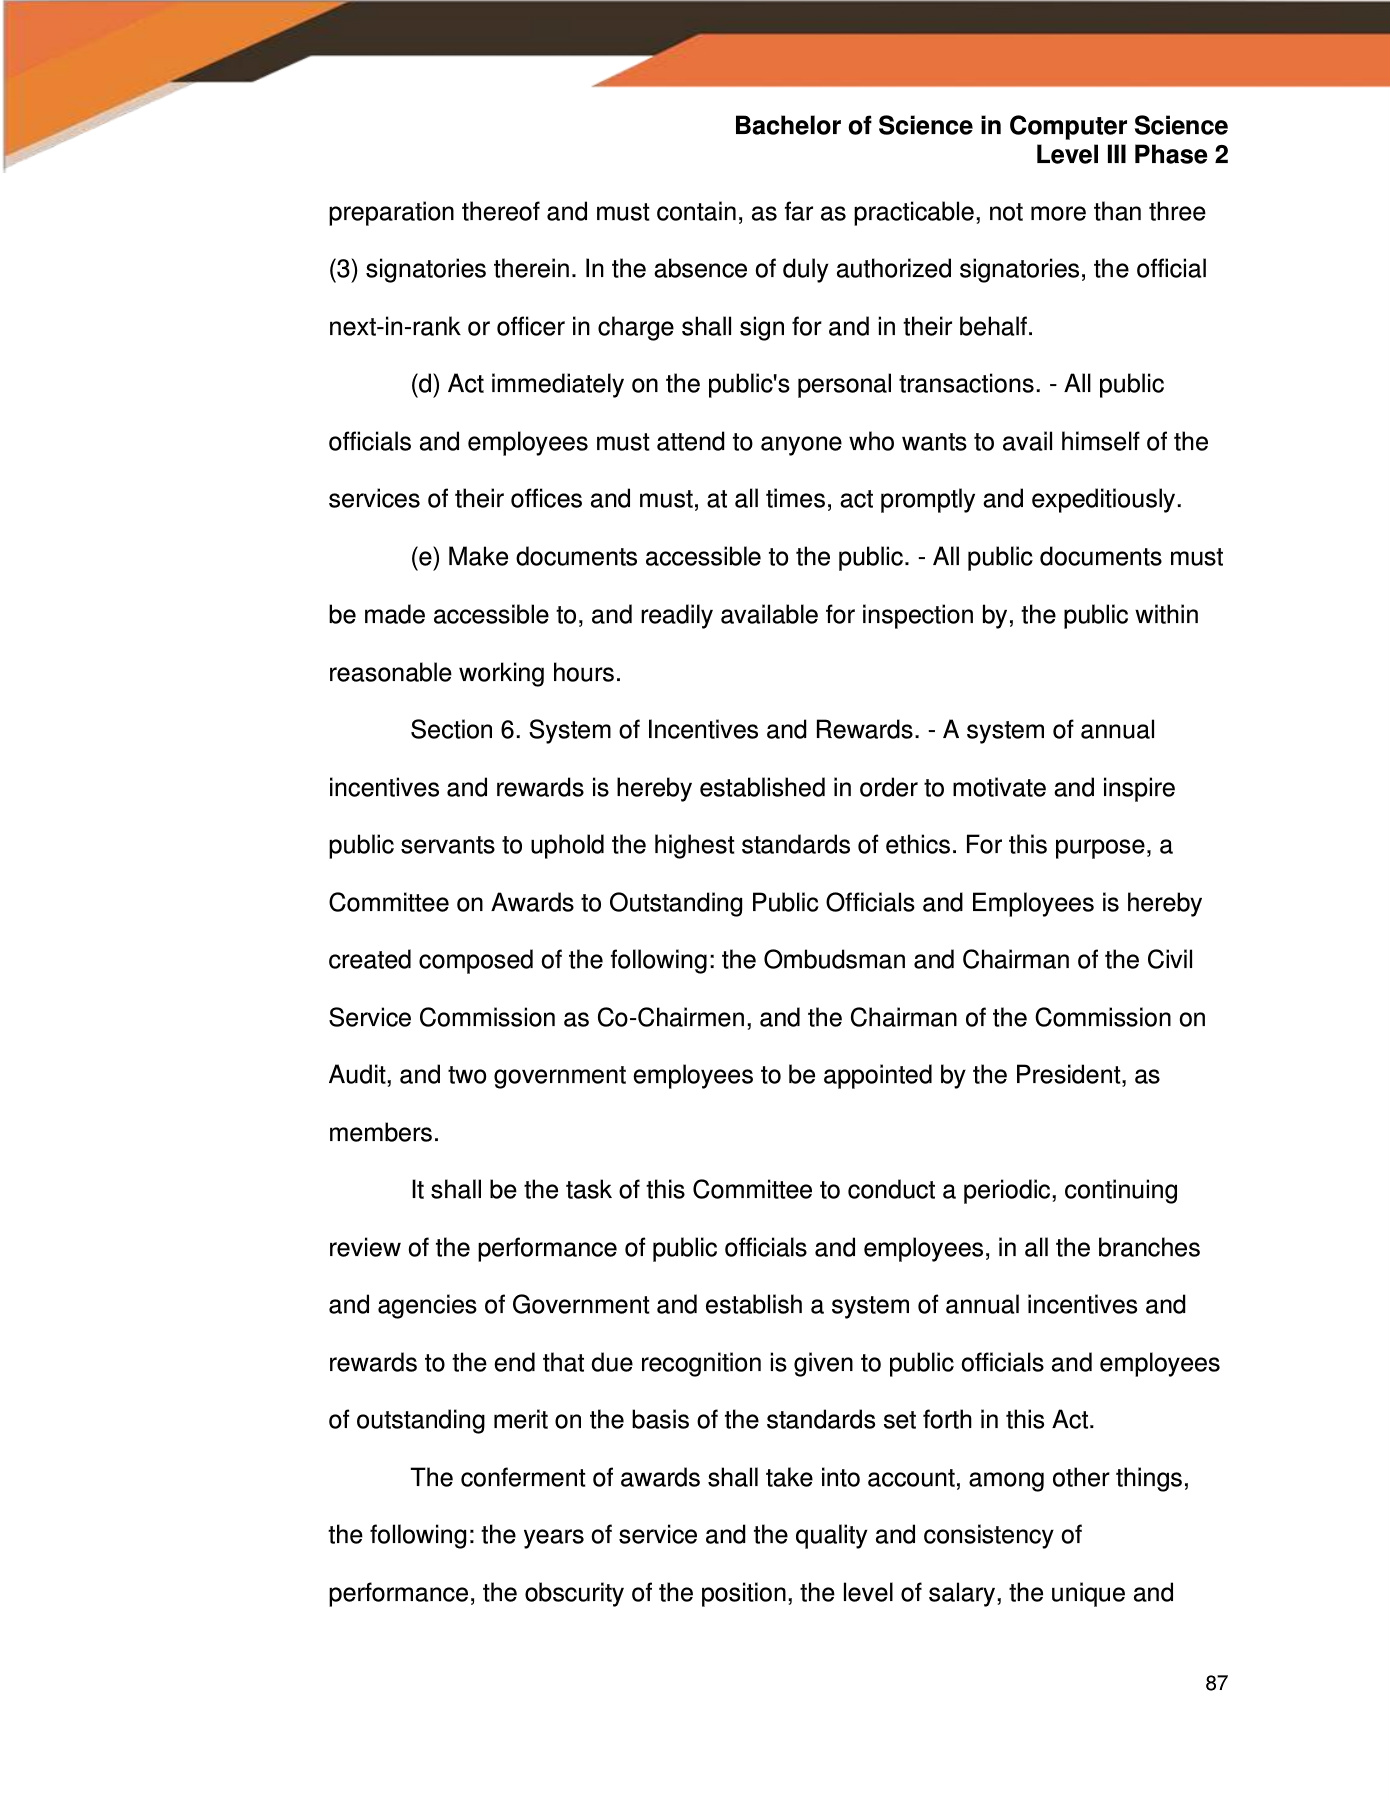 Bachelor of Science in Computer Science
Level III Phase 2
preparation thereof and must contain, as far as practicable, not more than three
(3) signatories therein. In the absence of duly authorized signatories, the official
next-in-rank or officer in charge shall sign for and in their behalf.
(d) Act immediately on the public's personal transactions. - All public
officials and employees must attend to anyone who wants to avail himself of the
services of their offices and must, at all times, act promptly and expeditiously.
(e) Make documents accessible to the public. - All public documents must
be made accessible to, and readily available for inspection by, the public within
reasonable working hours.
Section 6. System of Incentives and Rewards. - A system of annual
incentives and rewards is hereby established in order to motivate and inspire
public servants to uphold the highest standards of ethics. For this purpose, a
Committee on Awards to Outstanding Public Officials and Employees is hereby
created composed of the following: the Ombudsman and Chairman of the Civil
Service Commission as Co-Chairmen, and the Chairman of the Commission on
Audit, and two government employees to be appointed by the President, as
members.
It shall be the task of this Committee to conduct a periodic, continuing
review of the performance of public officials and employees, in all the branches
and agencies of Government and establish a system of annual incentives and
rewards to the end that due recognition is given to public officials and employees
of outstanding merit on the basis of the standards set forth in this Act.
The conferment of awards shall take into account, among other things,
the following: the years of service and the quality and consistency of
performance, the obscurity of the position, the level of salary, the unique and
87